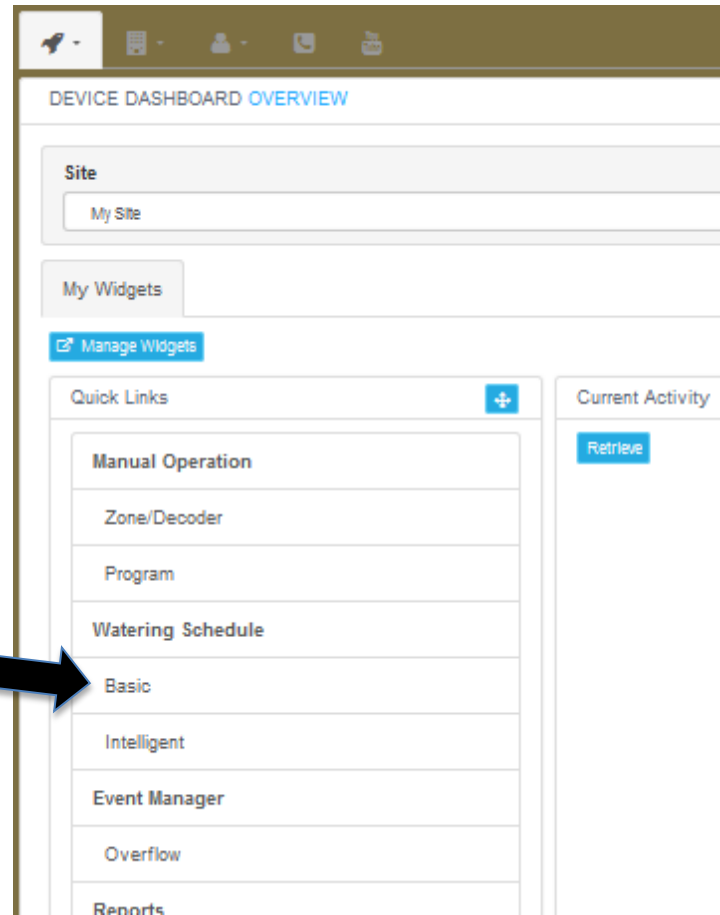 DEVICE DASHBOARD OVERVIEW
Site
My Site
My Widgets
Manage Widgets
Quick Links
Current Activity
Manual Operation
Retrieve
Zone/Decoder
Program
Watering Schedule
Basic
Intelligent
Event Manager
Overflow
Reports